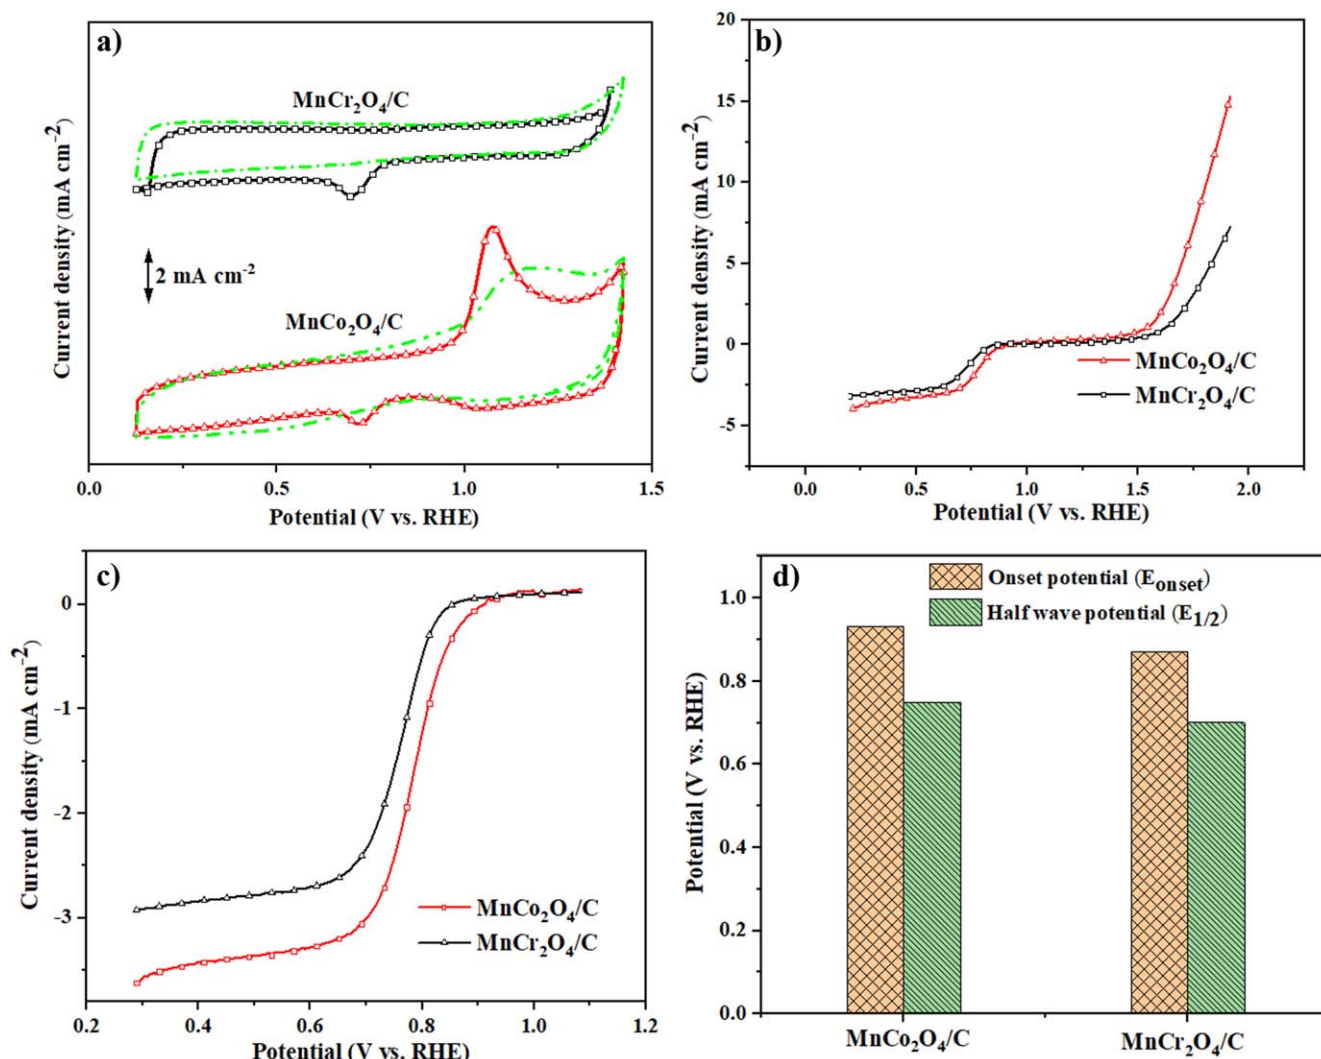 a)
MnCr₂O₄/C
2 mA cm⁻²
MnCo₂O₄/C
Current density (mA cm⁻²)
0.0 0.5 1.0 1.5
Potential (V vs. RHE)
b)
20
15
10
5
0
-5
Current density (mA cm⁻²)
MnCo₂O₄/C
MnCr₂O₄/C
0.0 0.5 1.0 1.5 2.0
Potential (V vs. RHE)
c)
0
-1
-2
-3
Current density (mA cm⁻²)
MnCo₂O₄/C
MnCr₂O₄/C
0.2 0.4 0.6 0.8 1.0 1.2
Potential (V vs. RHE)
d)
Onset potential (Eonset)
Half wave potential (E1/2)
1.0
0.8
0.6
0.4
0.2
0.0
Potential (V vs. RHE)
MnCo₂O₄/C MnCr₂O₄/C